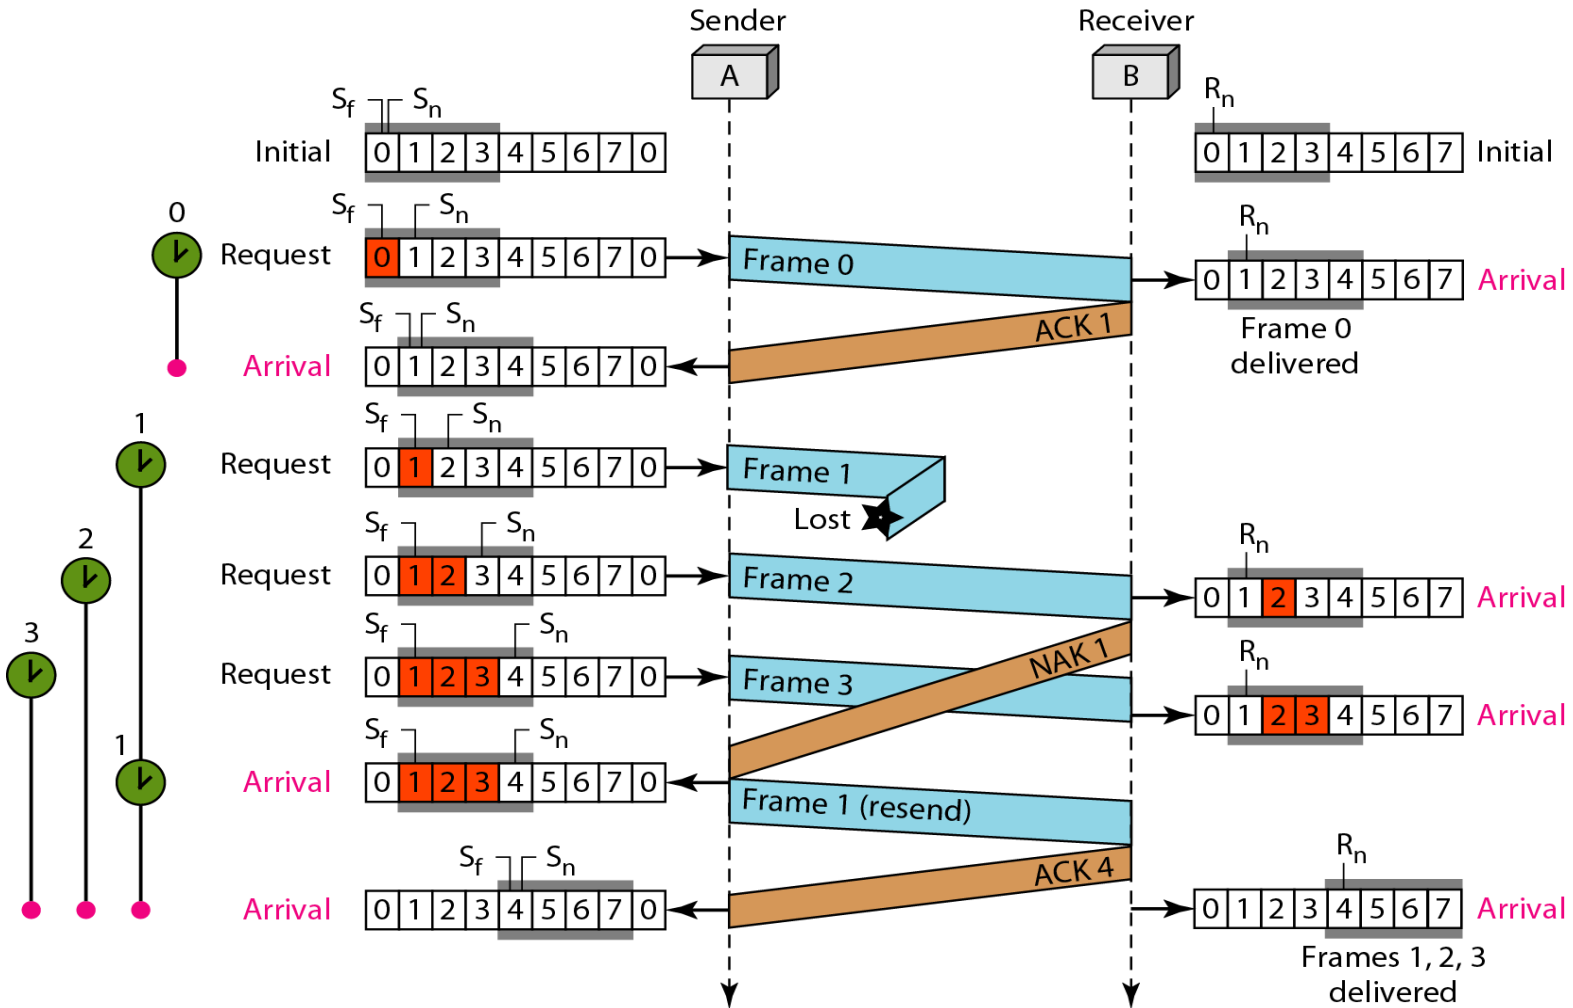 Sender
Receiver
A
B
Sf Sn
Rn
Initial
0 1 2 3 4 5 6 7 0
0 1 2 3 4 5 6 7
Initial
0
Sf Sn
Request
0 1 2 3 4 5 6 7 0
Frame 0
Rn
0 1 2 3 4 5 6 7
Arrival
Frame 0
delivered
ACK 1
Sf Sn
Arrival
0 1 2 3 4 5 6 7 0
1
Sf Sn
Request
0 1 2 3 4 5 6 7 0
Frame 1
Lost
2
Sf Sn
Request
0 1 2 3 4 5 6 7 0
Frame 2
Rn
0 1 2 3 4 5 6 7
Arrival
3
Sf Sn
Request
0 1 2 3 4 5 6 7 0
Frame 3
NAK 1
Rn
0 1 2 3 4 5 6 7
Arrival
1
Sf Sn
Arrival
0 1 2 3 4 5 6 7 0
Frame 1 (resend)
ACK 4
Sf Sn
Arrival
0 1 2 3 4 5 6 7 0
Rn
0 1 2 3 4 5 6 7
Arrival
Frames 1, 2, 3
delivered